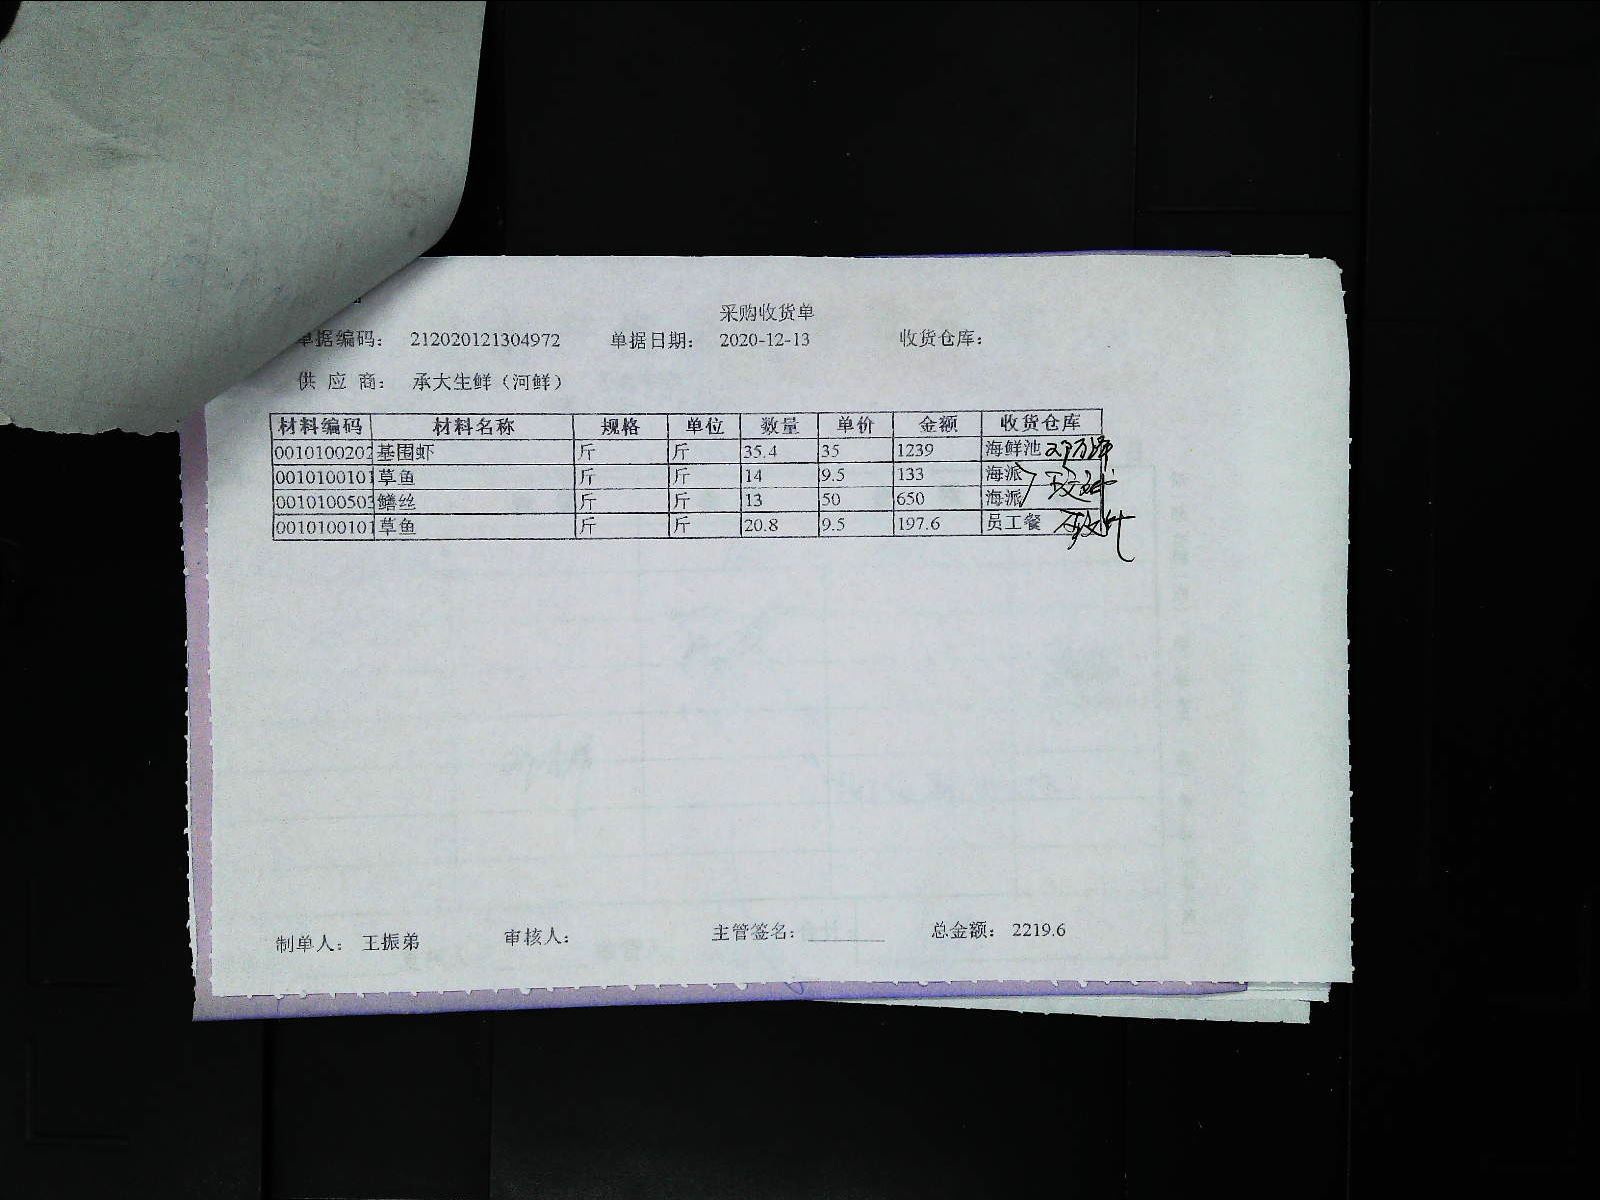 采购收货单
单据编码： 212020121304972 单据日期： 2020-12-13 收货仓库：
供 应 商： 承大生鲜（河鲜）
材料编码 材料名称 规格 单位 数量 单价 金额 收货仓库
0010100202 基围虾 斤 斤 35.4 35 1239 海鲜池
0010100101 草鱼 斤 斤 14 9.5 133 海派
0010100503 鳝丝 斤 斤 13 50 650 海派
0010100101 草鱼 斤 斤 20.8 9.5 197.6 员工餐
制单人： 王振弟 审核人： 主管签名： 总金额： 2219.6